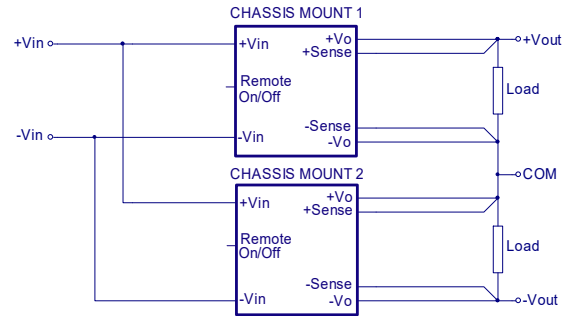 CHASSIS MOUNT 1
+Vin
+Vin
+Vo
+Sense
+Vout
Remote
On/Off
Load
-Vin
-Vin
-Sense
-Vo
COM
CHASSIS MOUNT 2
+Vin
+Vo
+Sense
Remote
On/Off
Load
-Vin
-Sense
-Vo
-Vout